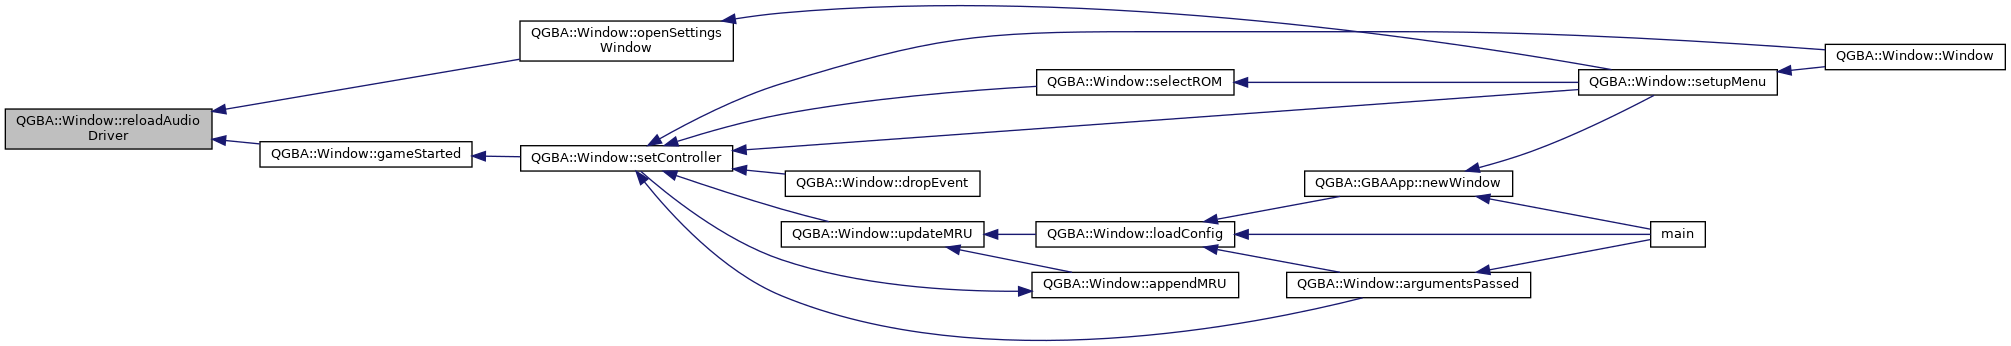 QGBA::Window::reloadAudio
Driver
QGBA::Window::openSettings
Window
QGBA::Window::gameStarted
QGBA::Window::setController
QGBA::Window::selectROM
QGBA::Window::dropEvent
QGBA::Window::updateMRU
QGBA::Window::loadConfig
QGBA::Window::appendMRU
QGBA::GBAApp::newWindow
QGBA::Window::argumentsPassed
QGBA::Window::setupMenu
main
QGBA::Window::Window